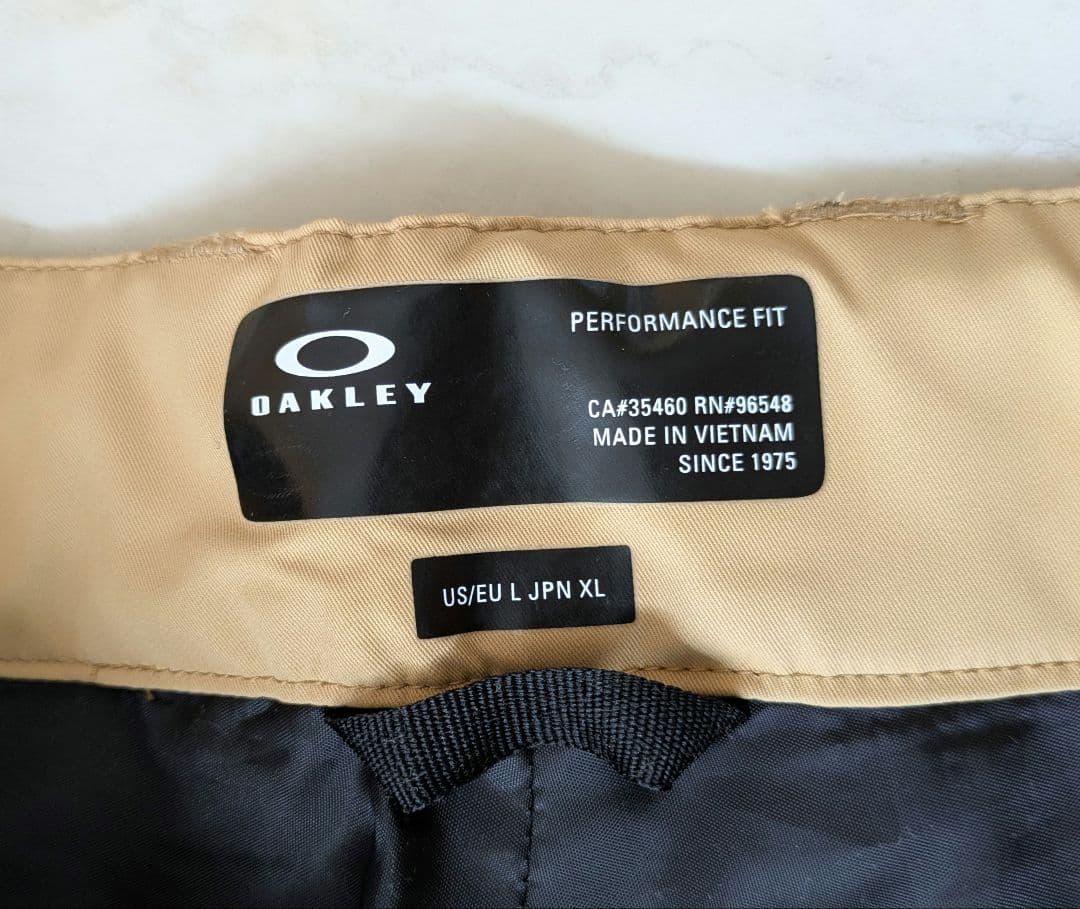 OAKLEY
PERFORMANCE FIT
CA#35460 RN#96548
MADE IN VIETNAM
SINCE 1975
US/EU L JPN XL